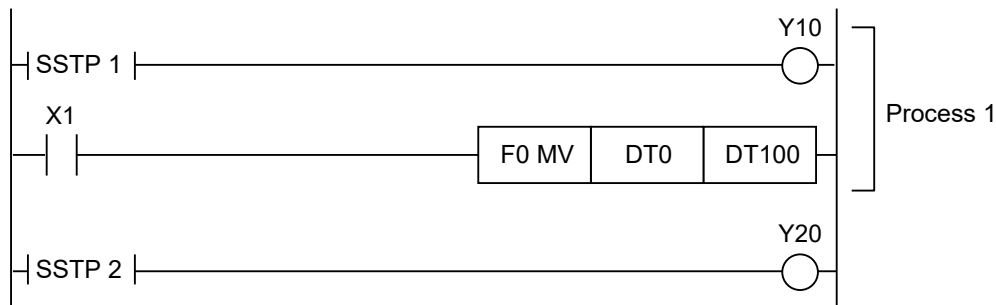 Y10
SSTP 1
X1
Process 1
F0 MV DT0 DT100
Y20
SSTP 2